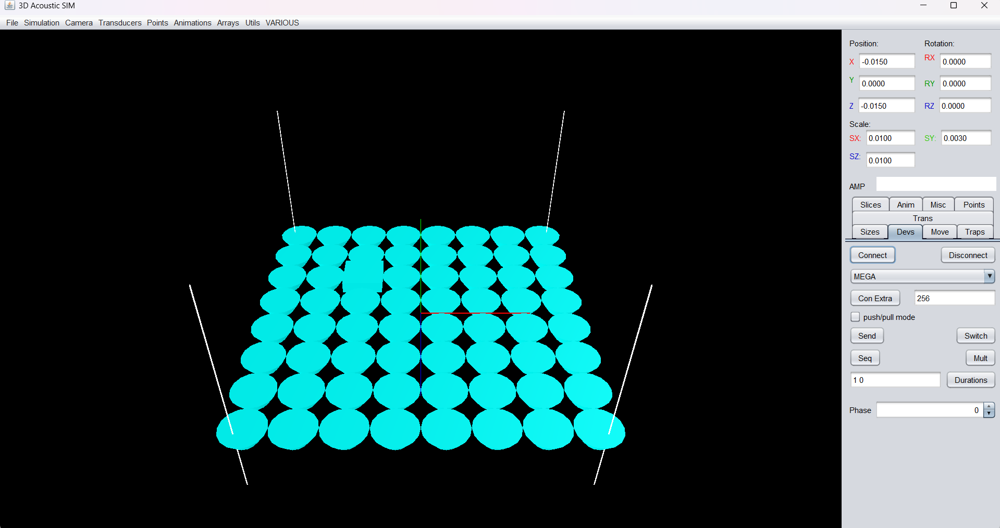 3D Acoustic SIM
File Simulation Camera Transducers Points Animations Arrays Utils VARIOUS
Position: Rotation:
X -0.0150 RX 0.0000
Y 0.0000 RY 0.0000
Z -0.0150 RZ 0.0000
Scale:
SX: 0.0100 SY: 0.0030
SZ: 0.0100
AMP
Slices Anim Misc Points
Trans
Sizes Devs Move Traps
Connect Disconnect
MEGA
Con Extra 256
push/pull mode
Send Switch
Seq Mult
1 0 Durations
Phase 0